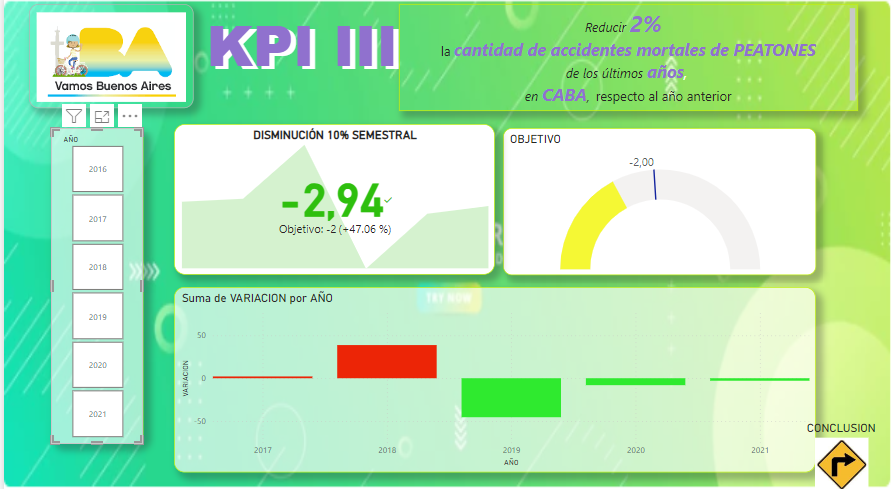 BA
Vamos Buenos Aires
KPI III
Reducir 2%
la cantidad de accidentes mortales de PEATONES
de los últimos años,
en CABA, respecto al año anterior
AÑO
2016
2017
2018
2019
2020
2021
DISMINUCIÓN 10% SEMESTRAL
-2,94
Objetivo: -2 (+47.06 %)
OBJETIVO
-2,00
TRY NOW
Suma de VARIACION por AÑO
VARIACION
50
0
-50
2017
2018
2019
2020
2021
AÑO
CONCLUSION